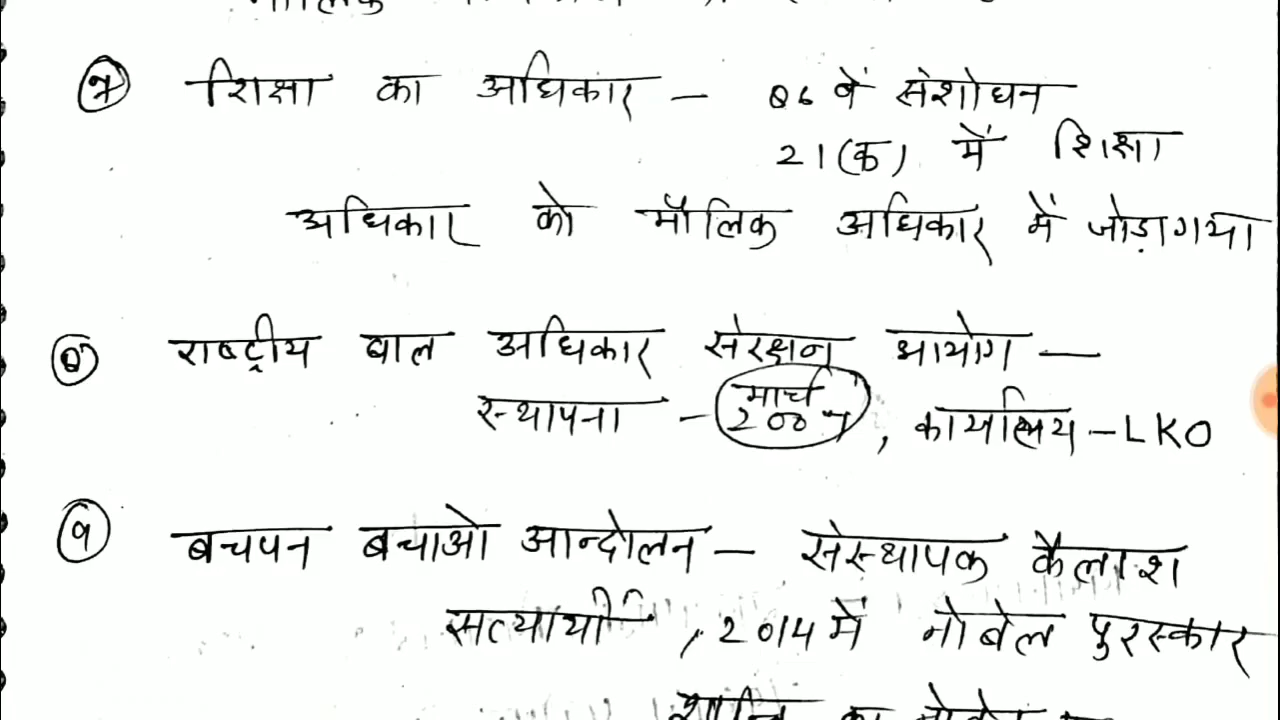 मौलिक
7 शिक्षा का अधिकार - 86 वें संशोधन
21(क) में शिक्षा
अधिकार को मौलिक अधिकार में जोड़ा गया
8 राष्ट्रीय बाल अधिकार संरक्षन आयोग -
स्थापना - मार्च 2007, कार्यालय - LKO
9 बचपन बचाओ आन्दोलन - संस्थापक कैलाश
सत्यार्थी, 2014 में नोबेल पुरस्कार
शान्ति का नोबेल